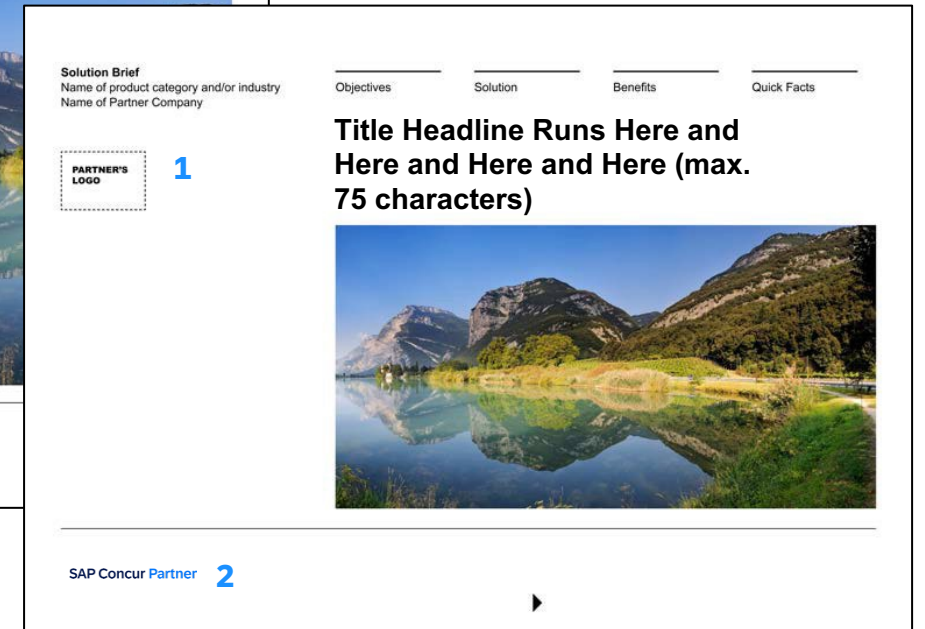 Solution Brief
Name of product category and/or industry
Name of Partner Company
Objectives
Solution
Benefits
Quick Facts
PARTNER'S
LOGO
1
Title Headline Runs Here and
Here and Here and Here (max.
75 characters)
SAP Concur Partner
2